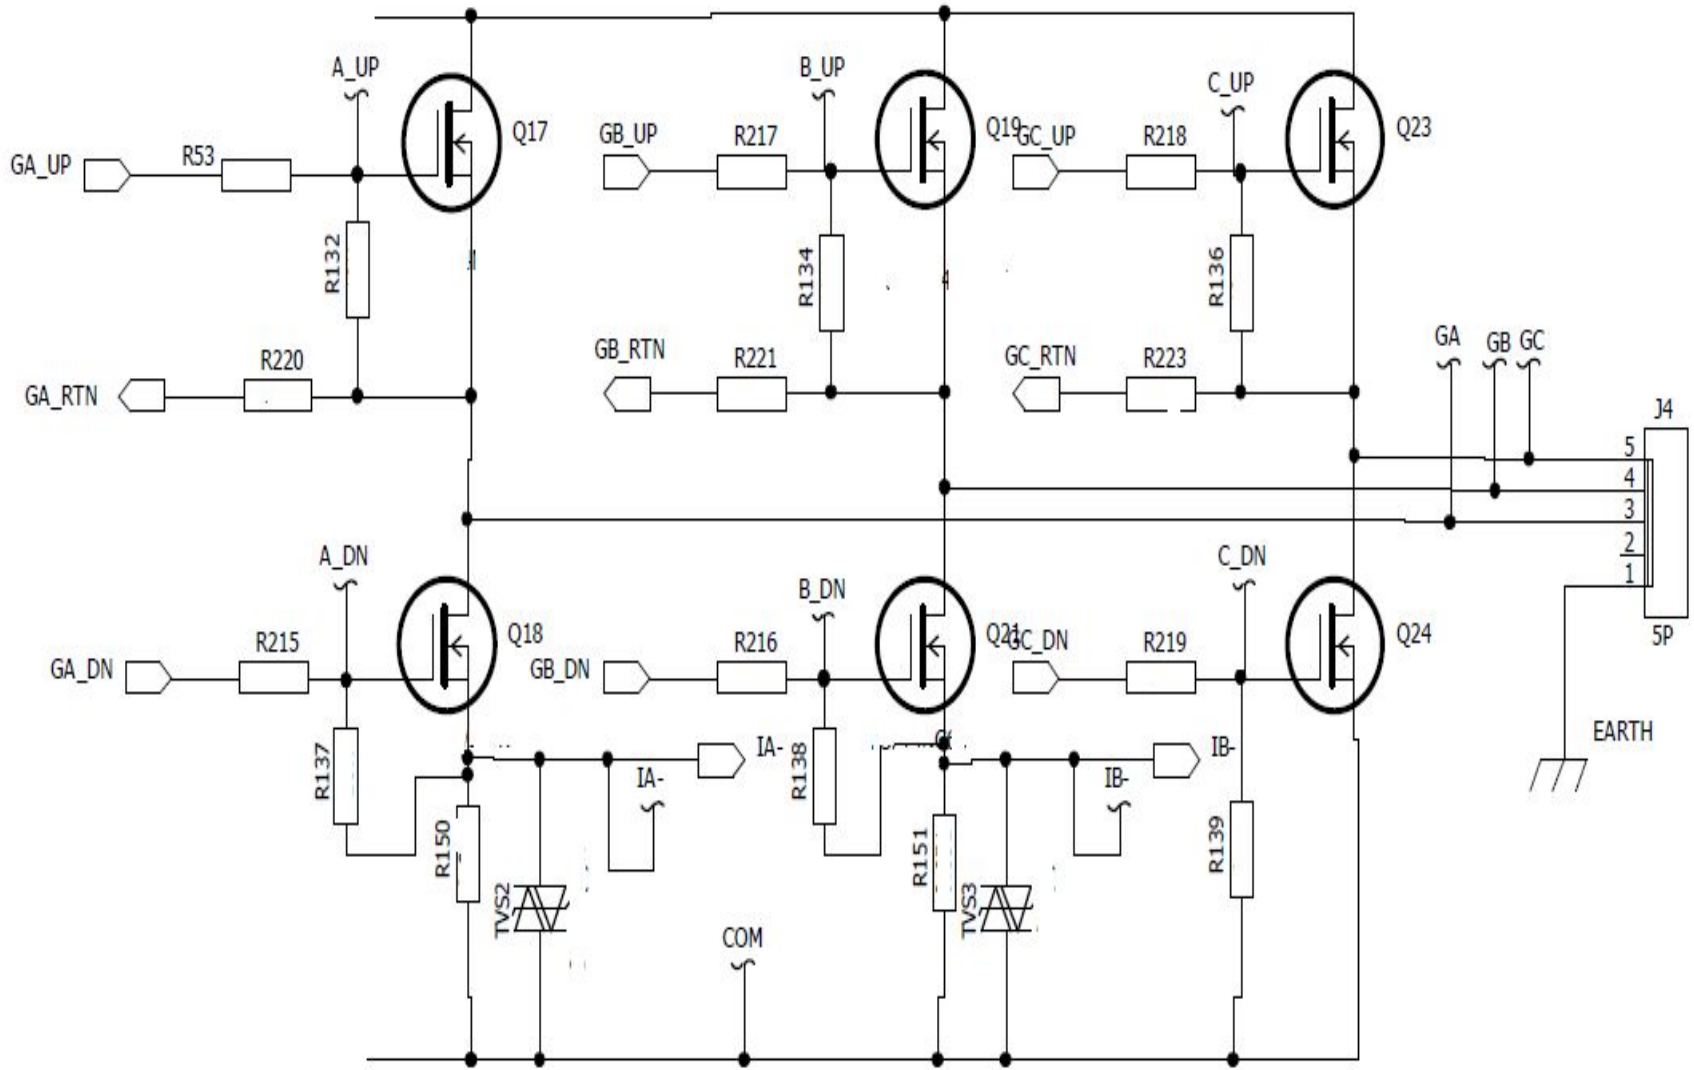 A_UP
B_UP
C_UP
Q17
Q19
Q23
GA_UP
R53
GB_UP
R217
GC_UP
R218
R132
R134
R136
GA_RTN
R220
GB_RTN
R221
GC_RTN
R223
GA
GB
GC
J4
5
4
3
2
1
5P
A_DN
B_DN
C_DN
Q18
Q21
Q24
GA_DN
R215
GB_DN
R216
GC_DN
R219
EARTH
R137
IA-
R138
IB-
IA-
IB-
R150
R151
R139
TVS2
TVS3
COM